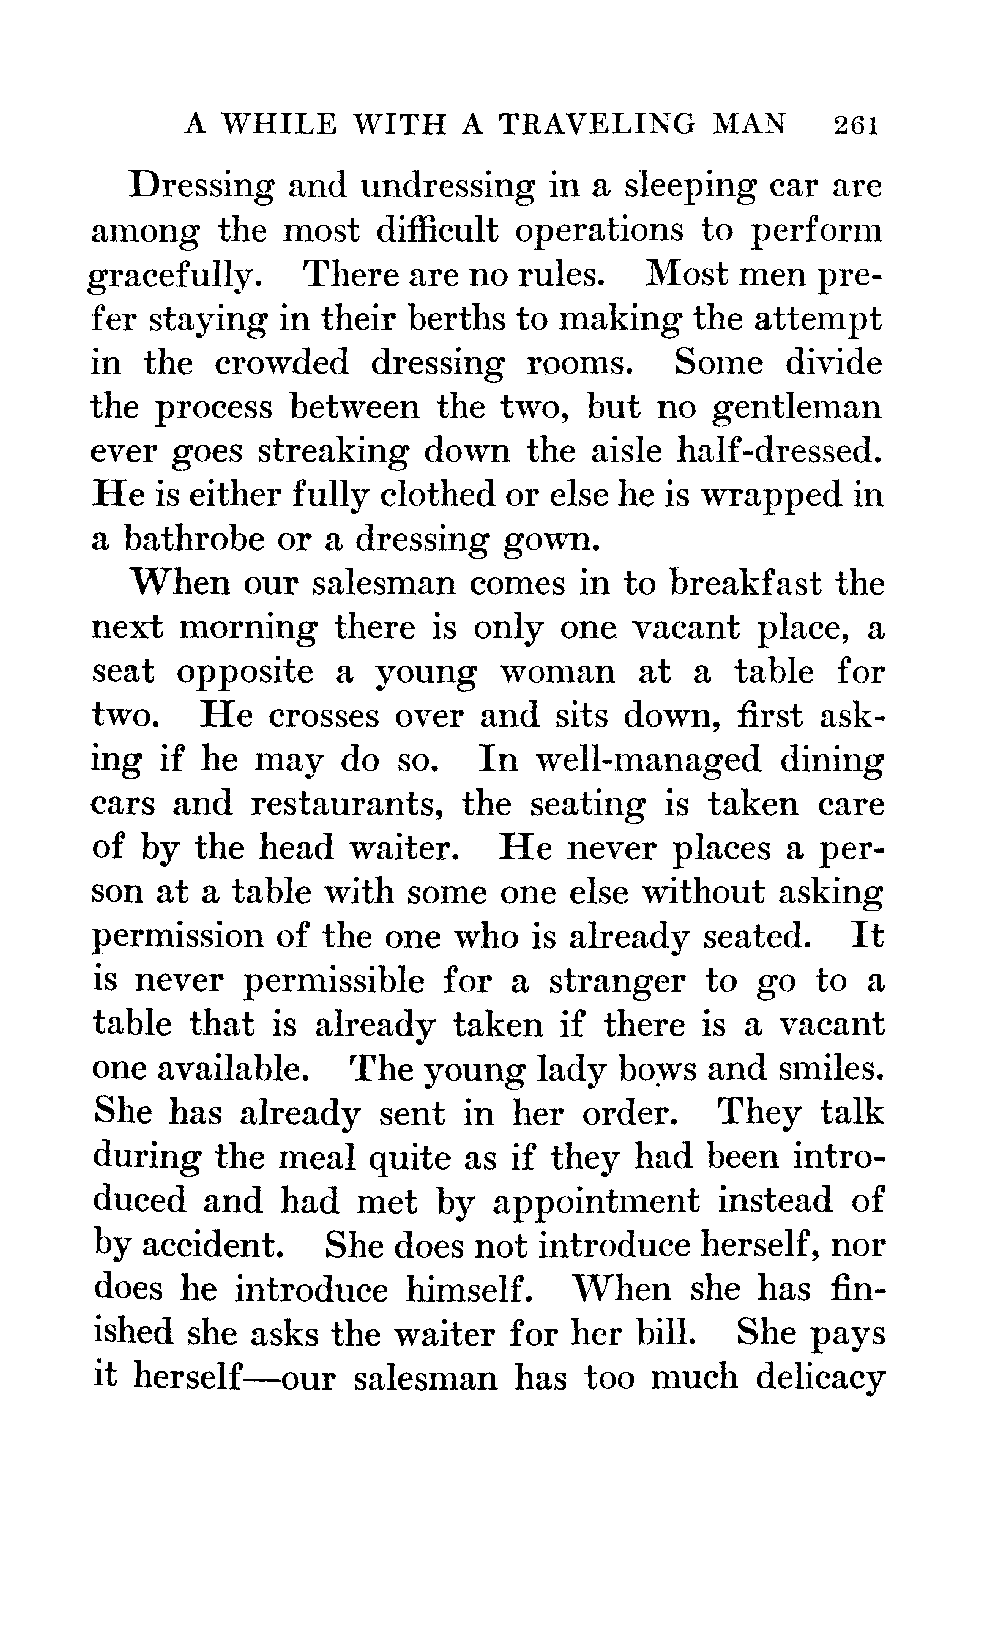 A WHILE WITH A TRAVELING MAN 261
Dressing and undressing in a sleeping car are
among the most difficult operations to perform
gracefully. There are no rules. Most men pre-
fer staying in their berths to making the attempt
in the crowded dressing rooms. Some divide
the process between the two, but no gentleman
ever goes streaking down the aisle half-dressed.
He is either fully clothed or else he is wrapped in
a bathrobe or a dressing gown.
When our salesman comes in to breakfast the
next morning there is only one vacant place, a
seat opposite a young woman at a table for
two. He crosses over and sits down, first ask-
ing if he may do so. In well-managed dining
cars and restaurants, the seating is taken care
of by the head waiter. He never places a per-
son at a table with some one else without asking
permission of the one who is already seated. It
is never permissible for a stranger to go to a
table that is already taken if there is a vacant
one available. The young lady bows and smiles.
She has already sent in her order. They talk
during the meal quite as if they had been intro-
duced and had met by appointment instead of
by accident. She does not introduce herself, nor
does he introduce himself. When she has fin-
ished she asks the waiter for her bill. She pays
it herself—our salesman has too much delicacy